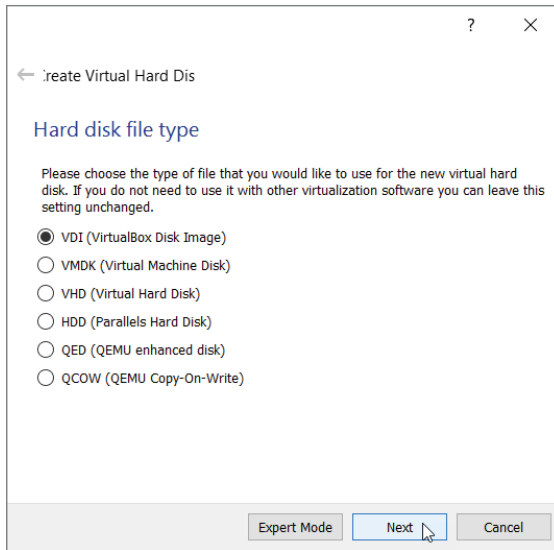 ?
:reate Virtual Hard Dis
Hard disk file type
Please choose the type of file that you would like to use for the new virtual hard
disk. If you do not need to use it with other virtualization software you can leave this
setting unchanged.
VDI (VirtualBox Disk Image)
VMDK (Virtual Machine Disk)
VHD (Virtual Hard Disk)
HDD (Parallels Hard Disk)
QED (QEMU enhanced disk)
QCOW (QEMU Copy-On-Write)
Expert Mode Next Cancel